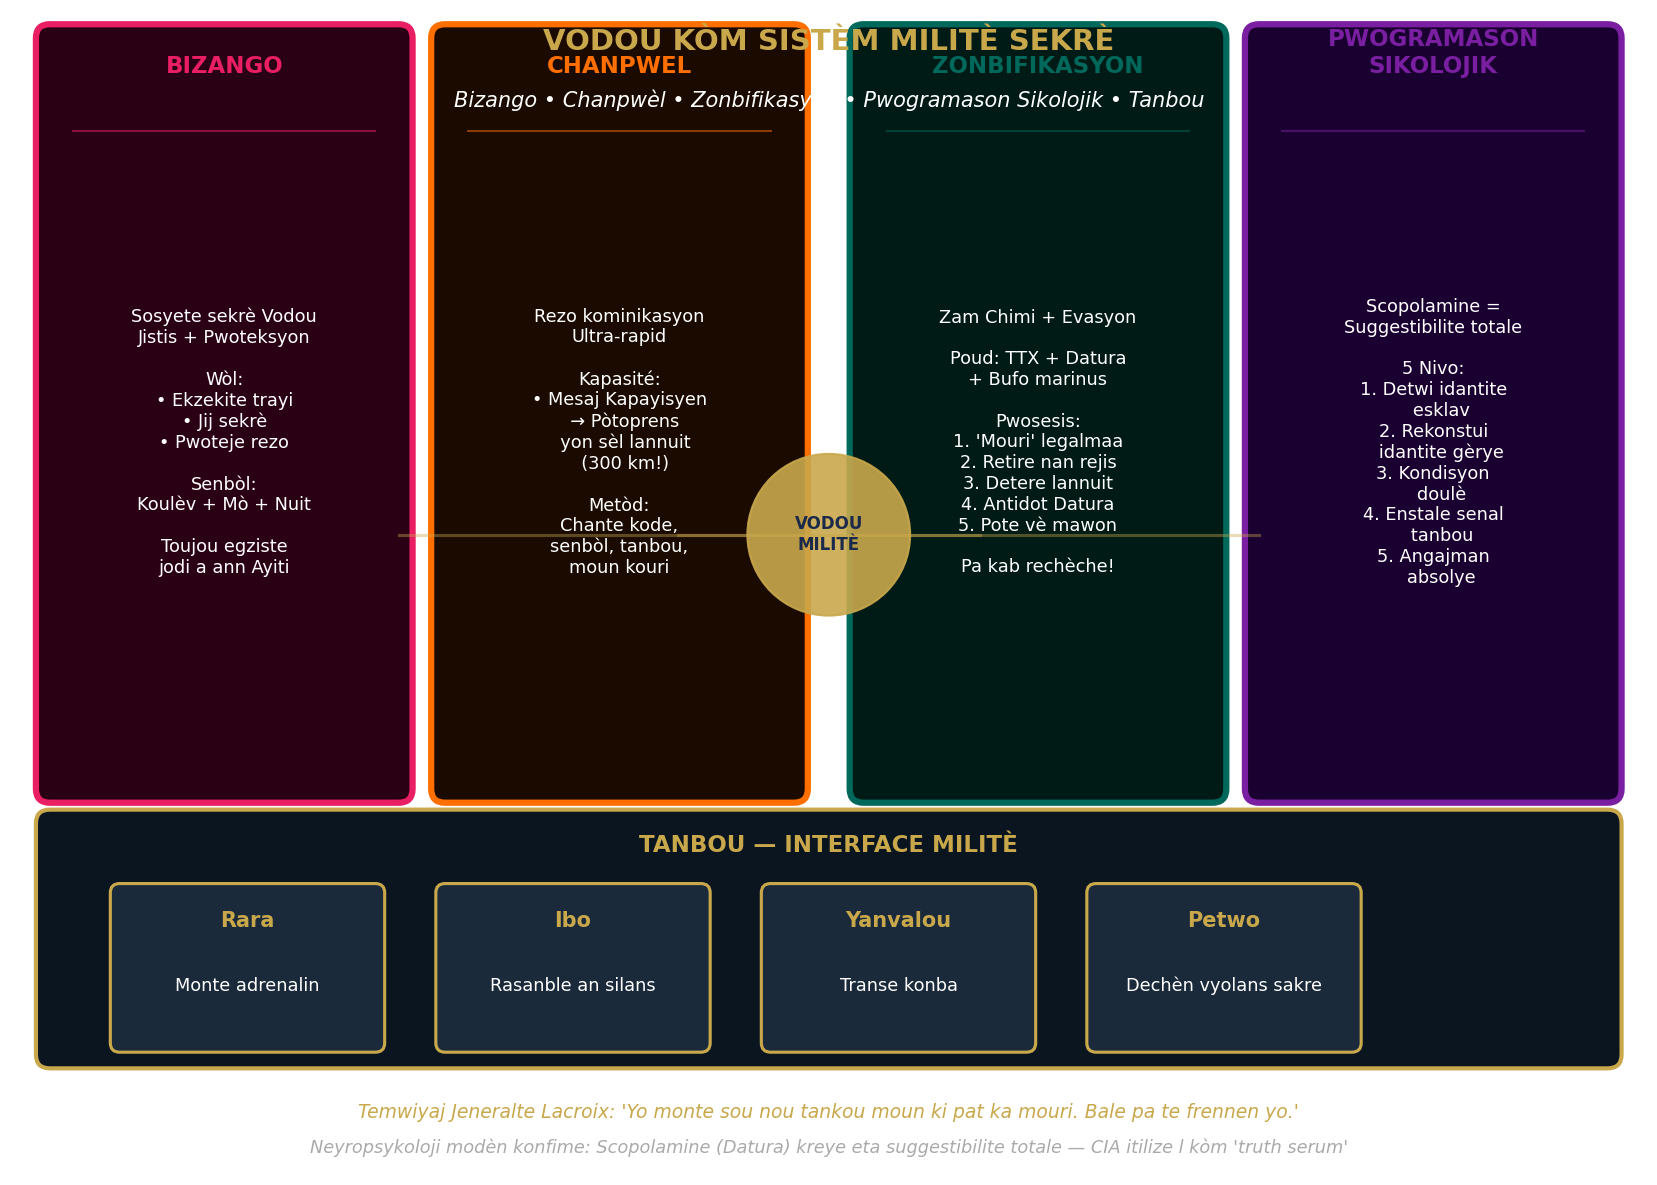 VODOU KÒM SISTÈM MILITÈ SEKRÈ
Bizango • Chanpwèl • Zonbifikasy • Pwogramason Sikolojik • Tanbou
BIZANGO
Sosyete sekrè Vodou
Jistis + Pwoteksyon
Wòl:
• Ekzekite trayi
• Jij sekrè
• Pwoteje rezo
Senbòl:
Koulèv + Mò + Nuit
Toujou egziste
jodi a ann Ayiti
CHANPWEL
Rezo kominikasyon
Ultra-rapid
Kapasité:
• Mesaj Kapayisyen
→ Pòtoprens
yon sèl lannuit
(300 km!)
Metòd:
Chante kode,
senbòl, tanbou,
moun kouri
ZONBIFIKASYON
Zam Chimi + Evasyon
Poud: TTX + Datura
+ Bufo marinus
Pwosesis:
1. 'Mouri' legalmaa
2. Retire nan rejis
3. Detere lannuit
4. Antidot Datura
5. Pote vè mawon
Pa kab rechèche!
PWOGRAMASON
SIKOLOJIK
Scopolamine =
Suggestibilite totale
5 Nivo:
1. Detwi idantite
esklav
2. Rekonstui
idantite gèrye
3. Kondisyon
doulè
4. Enstale senal
tanbou
5. Angajman
absolye
VODOU
MILITÈ
TANBOU — INTERFACE MILITÈ
Rara
Monte adrenalin
Ibo
Rasanble an silans
Yanvalou
Transe konba
Petwo
Dechèn vyolans sakre
Temwiyaj Jeneralte Lacroix: 'Yo monte sou nou tankou moun ki pat ka mouri. Bale pa te frennen yo.'
Neyropsykoloji modèn konfime: Scopolamine (Datura) kreye eta suggestibilite totale — CIA itilize l kòm 'truth serum'